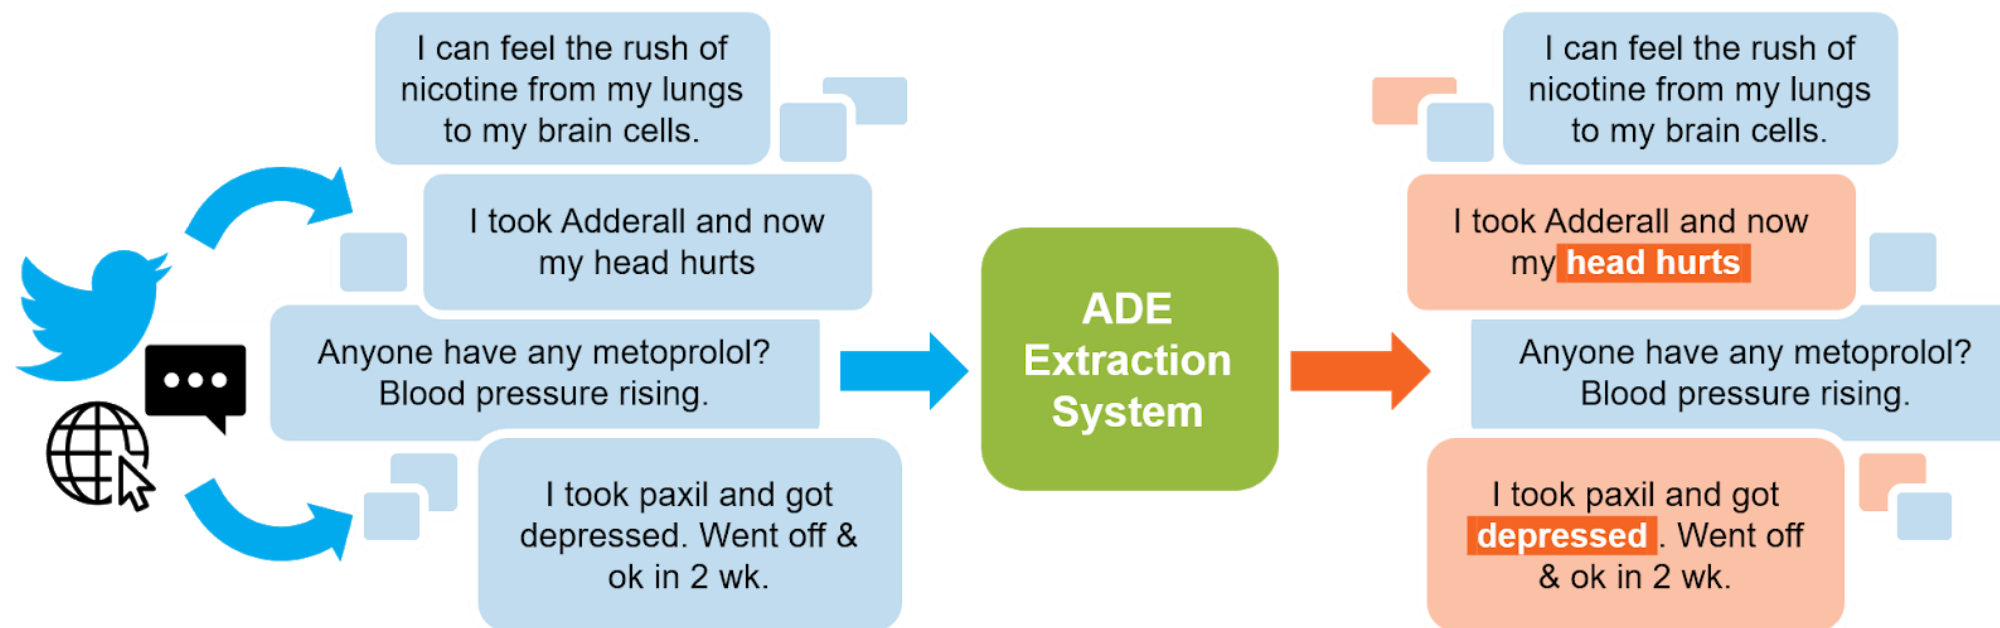 I can feel the rush of
nicotine from my lungs
to my brain cells.
I took Adderall and now
my head hurts
Anyone have any metoprolol?
Blood pressure rising.
I took paxil and got
depressed. Went off &
ok in 2 wk.
ADE
Extraction
System
I can feel the rush of
nicotine from my lungs
to my brain cells.
I took Adderall and now
my head hurts
Anyone have any metoprolol?
Blood pressure rising.
I took paxil and got
depressed . Went off
& ok in 2 wk.